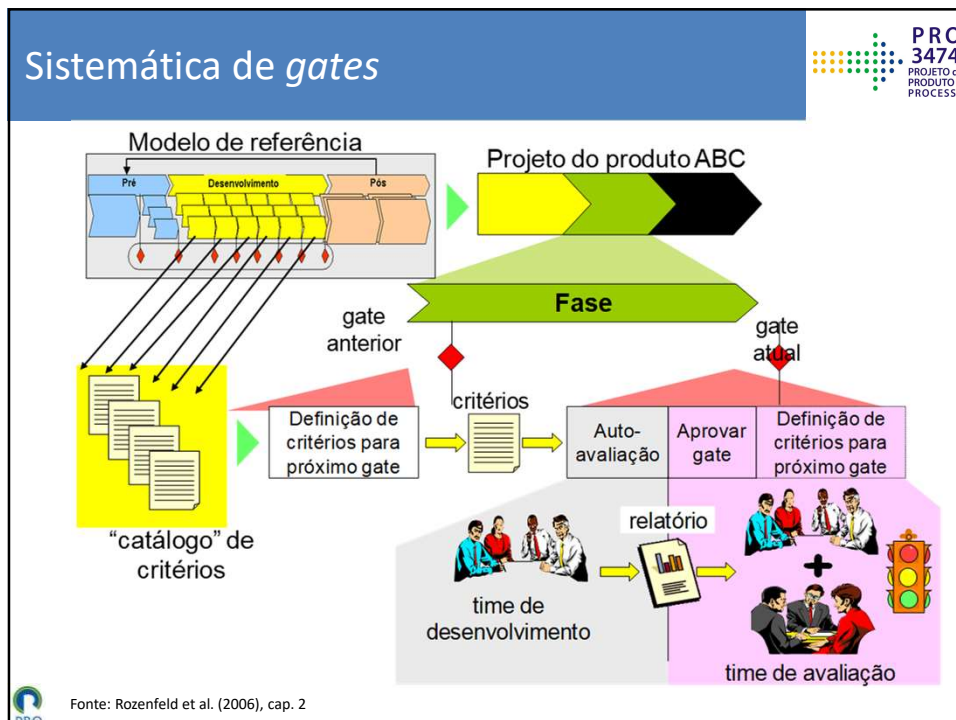 Sistemática de gates
PRO
3474
PROJETO d
PRODUTO
PROCESS
Modelo de referência
Pré
Desenvolvimento
Pós
Projeto do produto ABC
Fase
gate
anterior
gate
atual
critérios
Definição de
critérios para
próximo gate
Auto-
avaliação
Aprovar
gate
Definição de
critérios para
próximo gate
“catálogo” de
critérios
relatório
time de
desenvolvimento
time de avaliação
Fonte: Rozenfeld et al. (2006), cap. 2
PRO